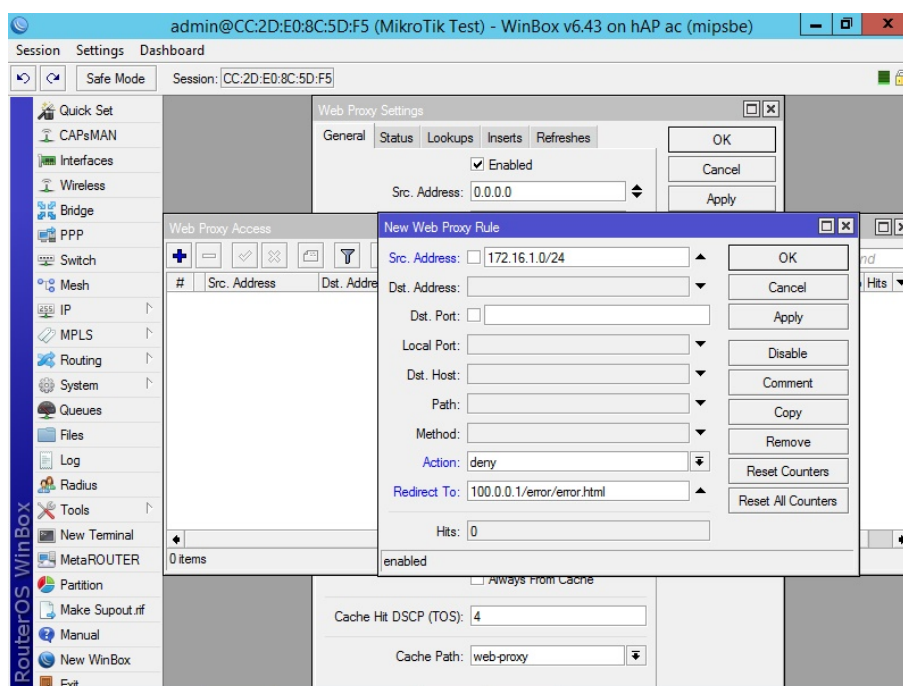 admin@CC:2D:E0:8C:5D:F5 (MikroTik Test) - WinBox v6.43 on hAP ac (mipsbe)
Session Settings Dashboard
Safe Mode Session: CC:2D:E0:8C:5D:F5
Quick Set
CAPsMAN
Interfaces
Wireless
Bridge
PPP
Switch
Mesh
IP
MPLS
Routing
System
Queues
Files
Log
Radius
Tools
New Terminal
MetaROUTER
Partition
Make Supout.rif
Manual
New WinBox
Exit
RouterOS WinBox
Web Proxy Settings
General Status Lookups Inserts Refreshes
OK
Enabled
Cancel
Src. Address: 0.0.0.0
Apply
Web Proxy Access
# Src. Address Dst. Addre
Hits
0 items
New Web Proxy Rule
Src. Address: 172.16.1.0/24
OK
Dst. Address:
Cancel
Dst. Port:
Apply
Local Port:
Disable
Dst. Host:
Comment
Path:
Copy
Method:
Remove
Action: deny
Reset Counters
Redirect To: 100.0.0.1/error/error.html
Reset All Counters
Hits: 0
enabled
Always From Cache
Cache Hit DSCP (TOS): 4
Cache Path: web-proxy